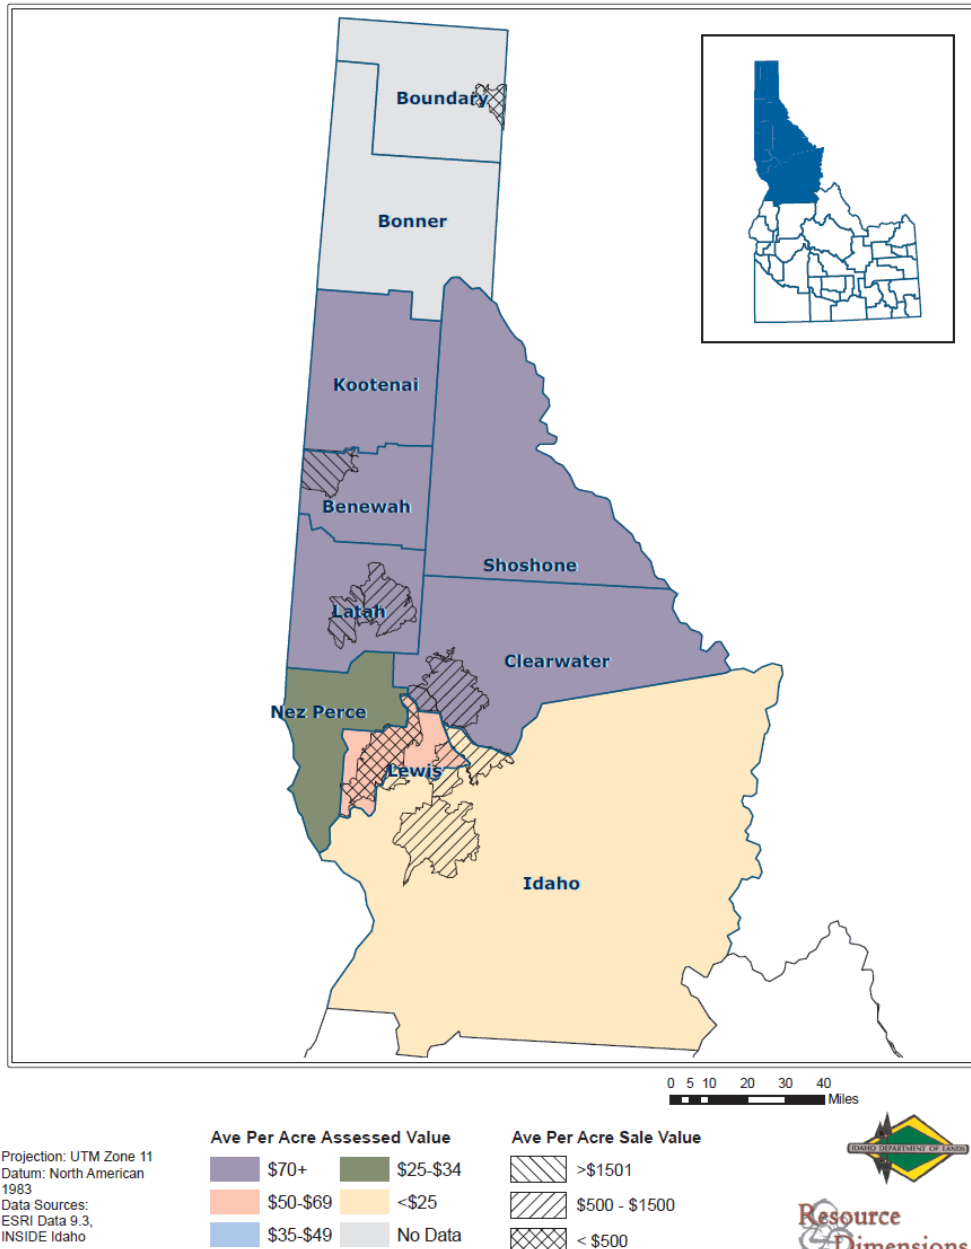 Boundary
Bonner
Kootenai
Benewah
Shoshone
Latah
Clearwater
Nez Perce
Lewis
Idaho
0 5 10 20 30 40
Miles
Projection: UTM Zone 11
Datum: North American
1983
Data Sources:
ESRI Data 9.3,
INSIDE Idaho
Ave Per Acre Assessed Value
$70+
$25-$34
$50-$69
<$25
$35-$49
No Data
Ave Per Acre Sale Value
>$1501
$500 - $1500
< $500
IDAHO DEPARTMENT OF LANDS
Resource
& Dimensions